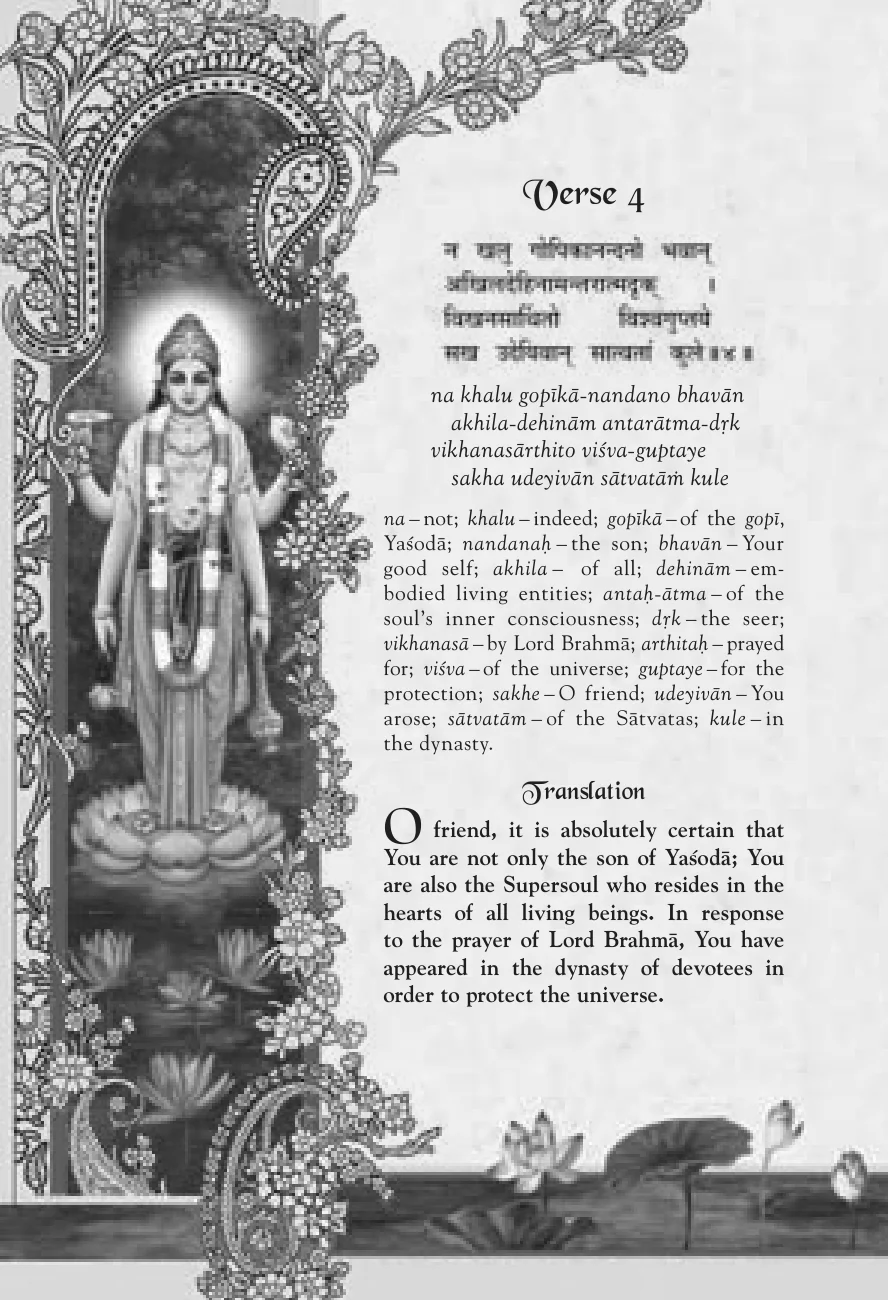 Verse 4
न खलु गोपिकानन्दनो भवान्
अखिलदेहिनामन्तरात्मदृक् ।
विखनसार्थितो विश्वगुप्तये
सख उदेयिवान् सात्वतां कुले॥४॥
na khalu gopīkā-nandano bhavān
akhila-dehinām antarātma-dṛk
vikhanasārthito viśva-guptaye
sakha udeyivān sātvatāṁ kule
na – not; khalu – indeed; gopīkā – of the gopī,
Yaśodā; nandanaḥ – the son; bhavān – Your
good self; akhila – of all; dehinām – em-
bodied living entities; antaḥ-ātma – of the
soul's inner consciousness; dṛk – the seer;
vikhanasā – by Lord Brahmā; arthitaḥ – prayed
for; viśva – of the universe; guptaye – for the
protection; sakhe – O friend; udeyivān – You
arose; sātvatām – of the Sātvatas; kule – in
the dynasty.
Translation
O friend, it is absolutely certain that
You are not only the son of Yaśodā; You
are also the Supersoul who resides in the
hearts of all living beings. In response
to the prayer of Lord Brahmā, You have
appeared in the dynasty of devotees in
order to protect the universe.